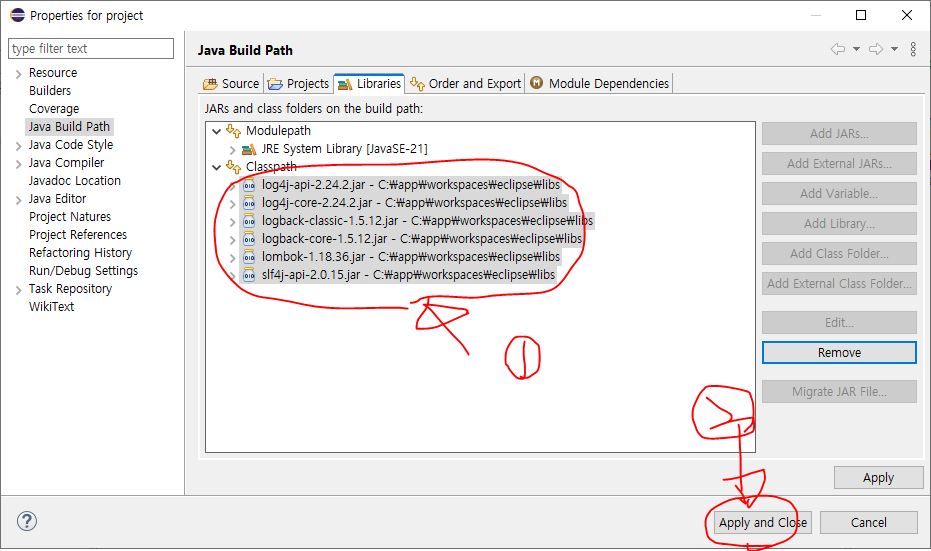 Properties for project
type filter text
Resource
Builders
Coverage
Java Build Path
Java Code Style
Java Compiler
Javadoc Location
Java Editor
Project Natures
Project References
Refactoring History
Run/Debug Settings
Task Repository
WikiText
Java Build Path
Source Projects Libraries Order and Export M Module Dependencies
JARs and class folders on the build path:
Modulepath
JRE System Library [JavaSE-21]
Classpath
log4j-api-2.24.2.jar - C:₩app₩workspaces₩eclipse₩libs
log4j-core-2.24.2.jar - C:₩app₩workspaces₩eclipse₩libs
logback-classic-1.5.12.jar - C:₩app₩workspaces₩eclipse₩libs
logback-core-1.5.12.jar - C:₩app₩workspaces₩eclipse₩libs
lombok-1.18.36.jar - C:₩app₩workspaces₩eclipse₩libs
slf4j-api-2.0.15.jar - C:₩app₩workspaces₩eclipse₩libs
Add JARs...
Add External JARs...
Add Variable...
Add Library...
Add Class Folder...
Add External Class Folder...
Edit...
Remove
Migrate JAR File...
1
2
Apply
?
Apply and Close
Cancel